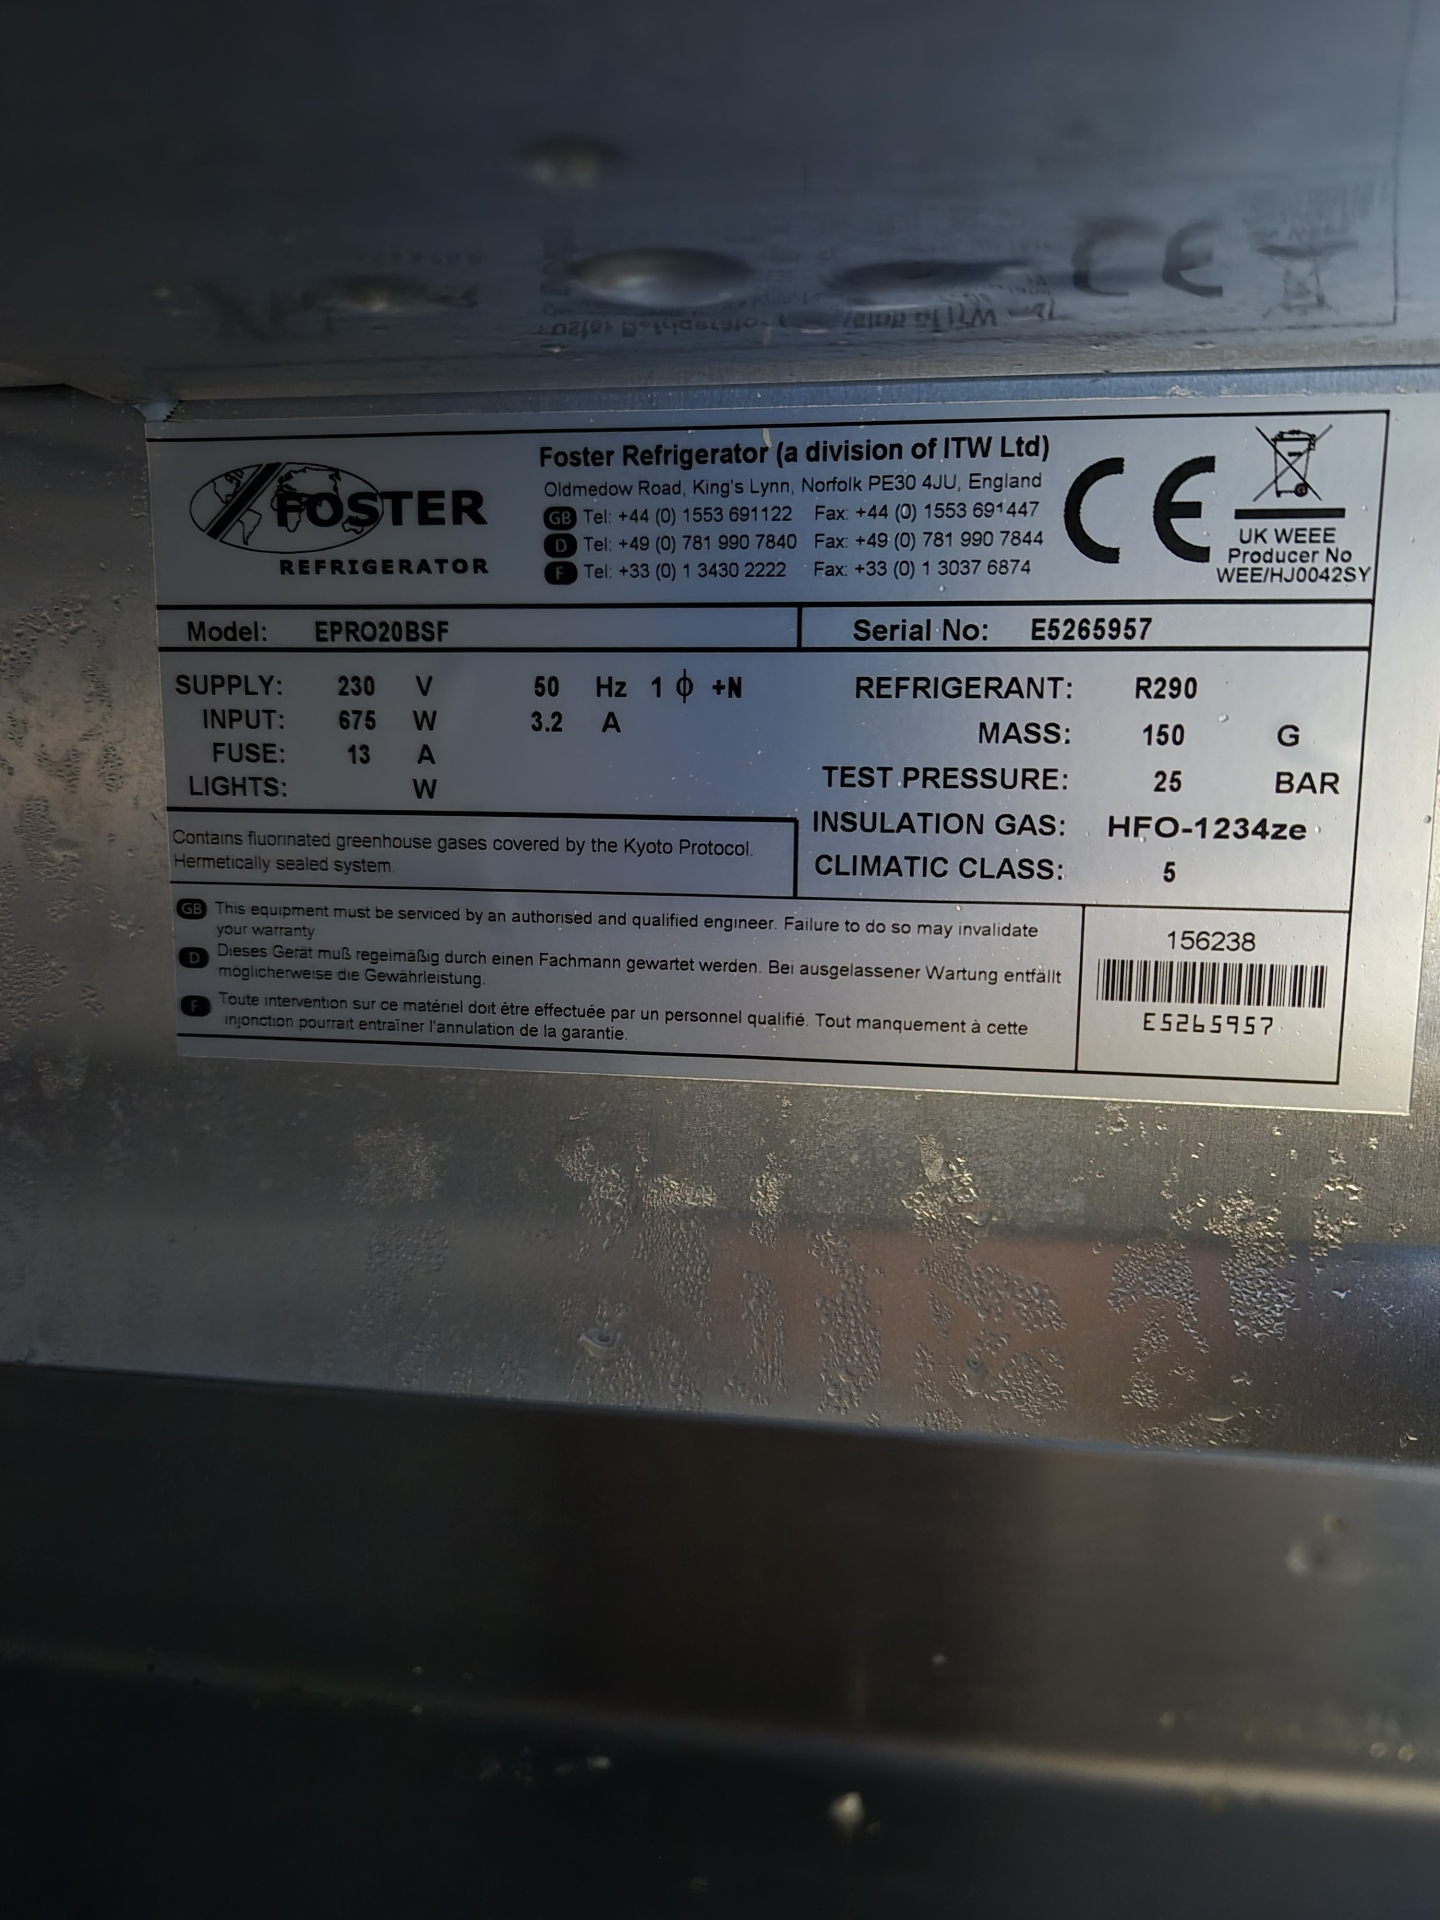 FOSTER
REFRIGERATOR
Foster Refrigerator (a division of ITW Ltd)
Oldmedow Road, King's Lynn, Norfolk PE30 4JU, England
GB Tel: +44 (0) 1553 691122 Fax: +44 (0) 1553 691447
D Tel: +49 (0) 781 990 7840 Fax: +49 (0) 781 990 7844
F Tel: +33 (0) 1 3430 2222 Fax: +33 (0) 1 3037 6874
CE
UK WEEE
Producer No
WEE/HJ0042SY
Model: EPRO20BSF
Serial No: E5265957
SUPPLY: 230 V 50 Hz 1 ϕ +N
INPUT: 675 W 3.2 A
FUSE: 13 A
LIGHTS: W
REFRIGERANT: R290
MASS: 150 G
TEST PRESSURE: 25 BAR
INSULATION GAS: HFO-1234ze
CLIMATIC CLASS: 5
Contains fluorinated greenhouse gases covered by the Kyoto Protocol.
Hermetically sealed system.
GB This equipment must be serviced by an authorised and qualified engineer. Failure to do so may invalidate
your warranty
D Dieses Gerät muß regelmäßig durch einen Fachmann gewartet werden. Bei ausgelassener Wartung entfällt
möglicherweise die Gewährleistung.
F Toute intervention sur ce matériel doit être effectuée par un personnel qualifié. Tout manquement à cette
injonction pourrait entraîner l'annulation de la garantie.
156238
E5265957